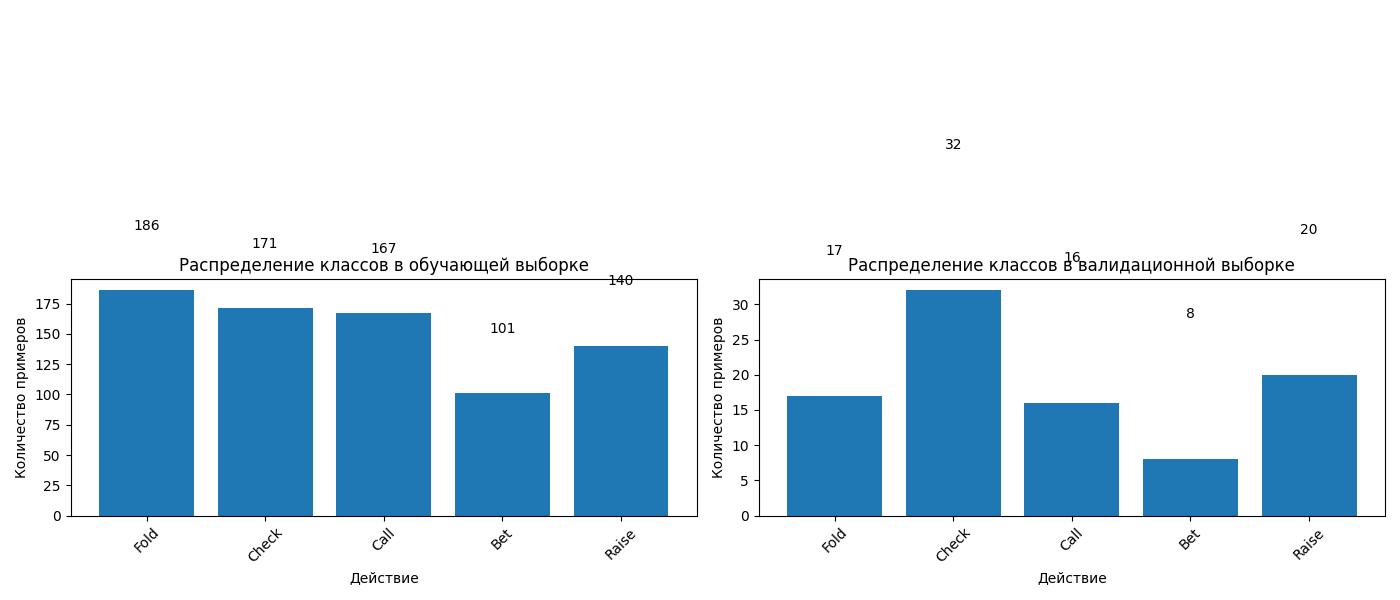 186
171
167
140
101
Распределение классов в обучающей выборке
Количество примеров
175
150
125
100
75
50
25
0
Fold
Check
Call
Bet
Raise
Действие
32
20
17
16
8
Распределение классов в валидационной выборке
Количество примеров
30
25
20
15
10
5
0
Fold
Check
Call
Bet
Raise
Действие